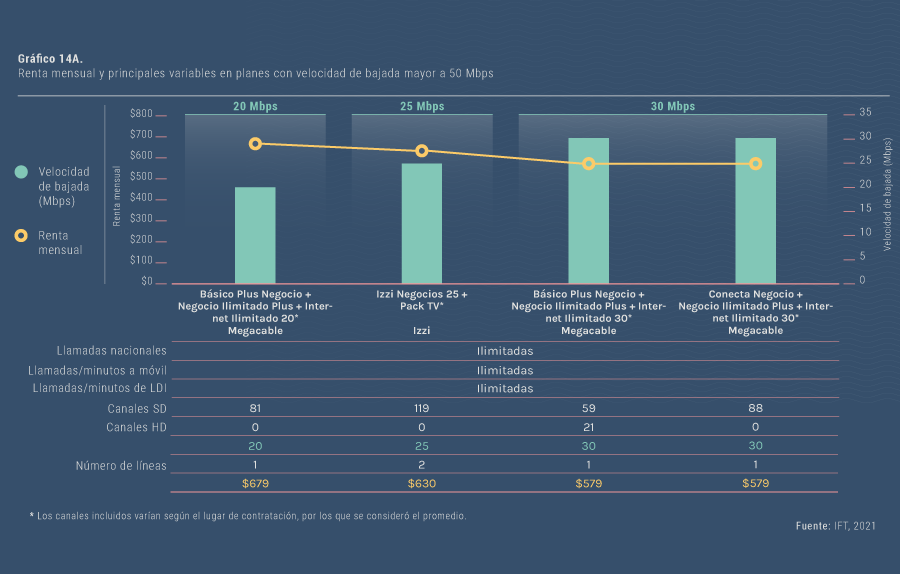 Gráfico 14A.
Renta mensual y principales variables en planes con velocidad de bajada mayor a 50 Mbps
20 Mbps
25 Mbps
30 Mbps
$800
$700
$600
$500
$400
$300
$200
$100
$0
Renta mensual
35
30
25
20
15
10
5
0
Velocidad de bajada (Mbps)
Velocidad
de bajada
(Mbps)
Renta
mensual
Básico Plus Negocio +
Negocio Ilimitado Plus + Inter-
net Ilimitado 20*
Megacable
Izzi Negocios 25 +
Pack TV*
Izzi
Básico Plus Negocio +
Negocio Ilimitado Plus + Inter-
net Ilimitado 30*
Megacable
Conecta Negocio +
Negocio Ilimitado Plus + Inter-
net Ilimitado 30*
Megacable
Llamadas nacionales Ilimitadas
Llamadas/minutos a móvil Ilimitadas
Llamadas/minutos de LDI Ilimitadas
Canales SD 81 119 59 88
Canales HD 0 0 21 0
20 25 30 30
Número de líneas 1 2 1 1
$679 $630 $579 $579
* Los canales incluidos varían según el lugar de contratación, por los que se consideró el promedio.
Fuente: IFT, 2021